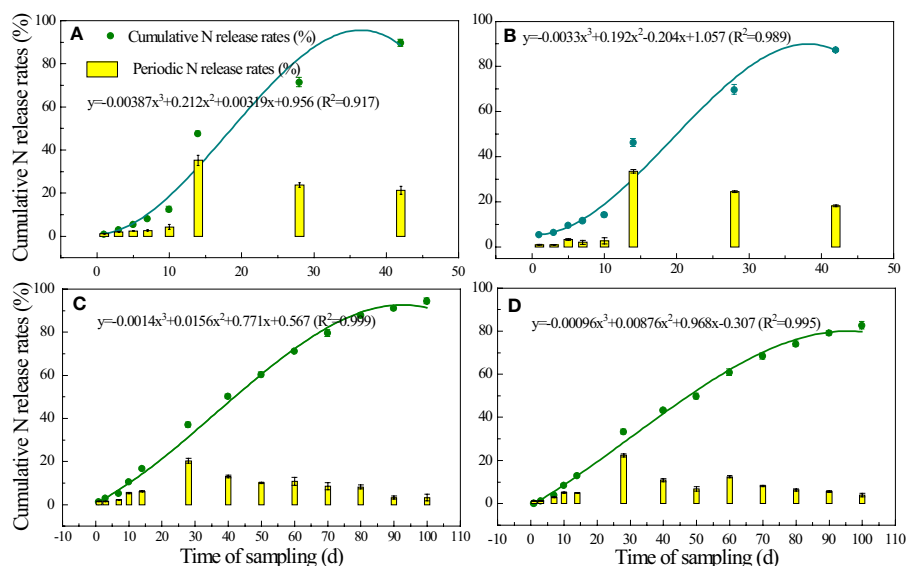 A
Cumulative N release rates (%)
Periodic N release rates (%)
y=-0.00387x³+0.212x²+0.00319x+0.956 (R²=0.917)
100
80
60
40
20
0
0 10 20 30 40 50
Cumulative N release rates (%)
B
y=-0.0033x³+0.192x²-0.204x+1.057 (R²=0.989)
100
80
60
40
20
0
0 10 20 30 40 50
C
y=-0.0014x³+0.0156x²+0.771x+0.567 (R²=0.999)
100
80
60
40
20
0
-10 0 10 20 30 40 50 60 70 80 90 100 110
Cumulative N release rates (%)
Time of sampling (d)
D
y=-0.00096x³+0.00876x²+0.968x-0.307 (R²=0.995)
100
80
60
40
20
0
-10 0 10 20 30 40 50 60 70 80 90 100 110
Time of sampling (d)